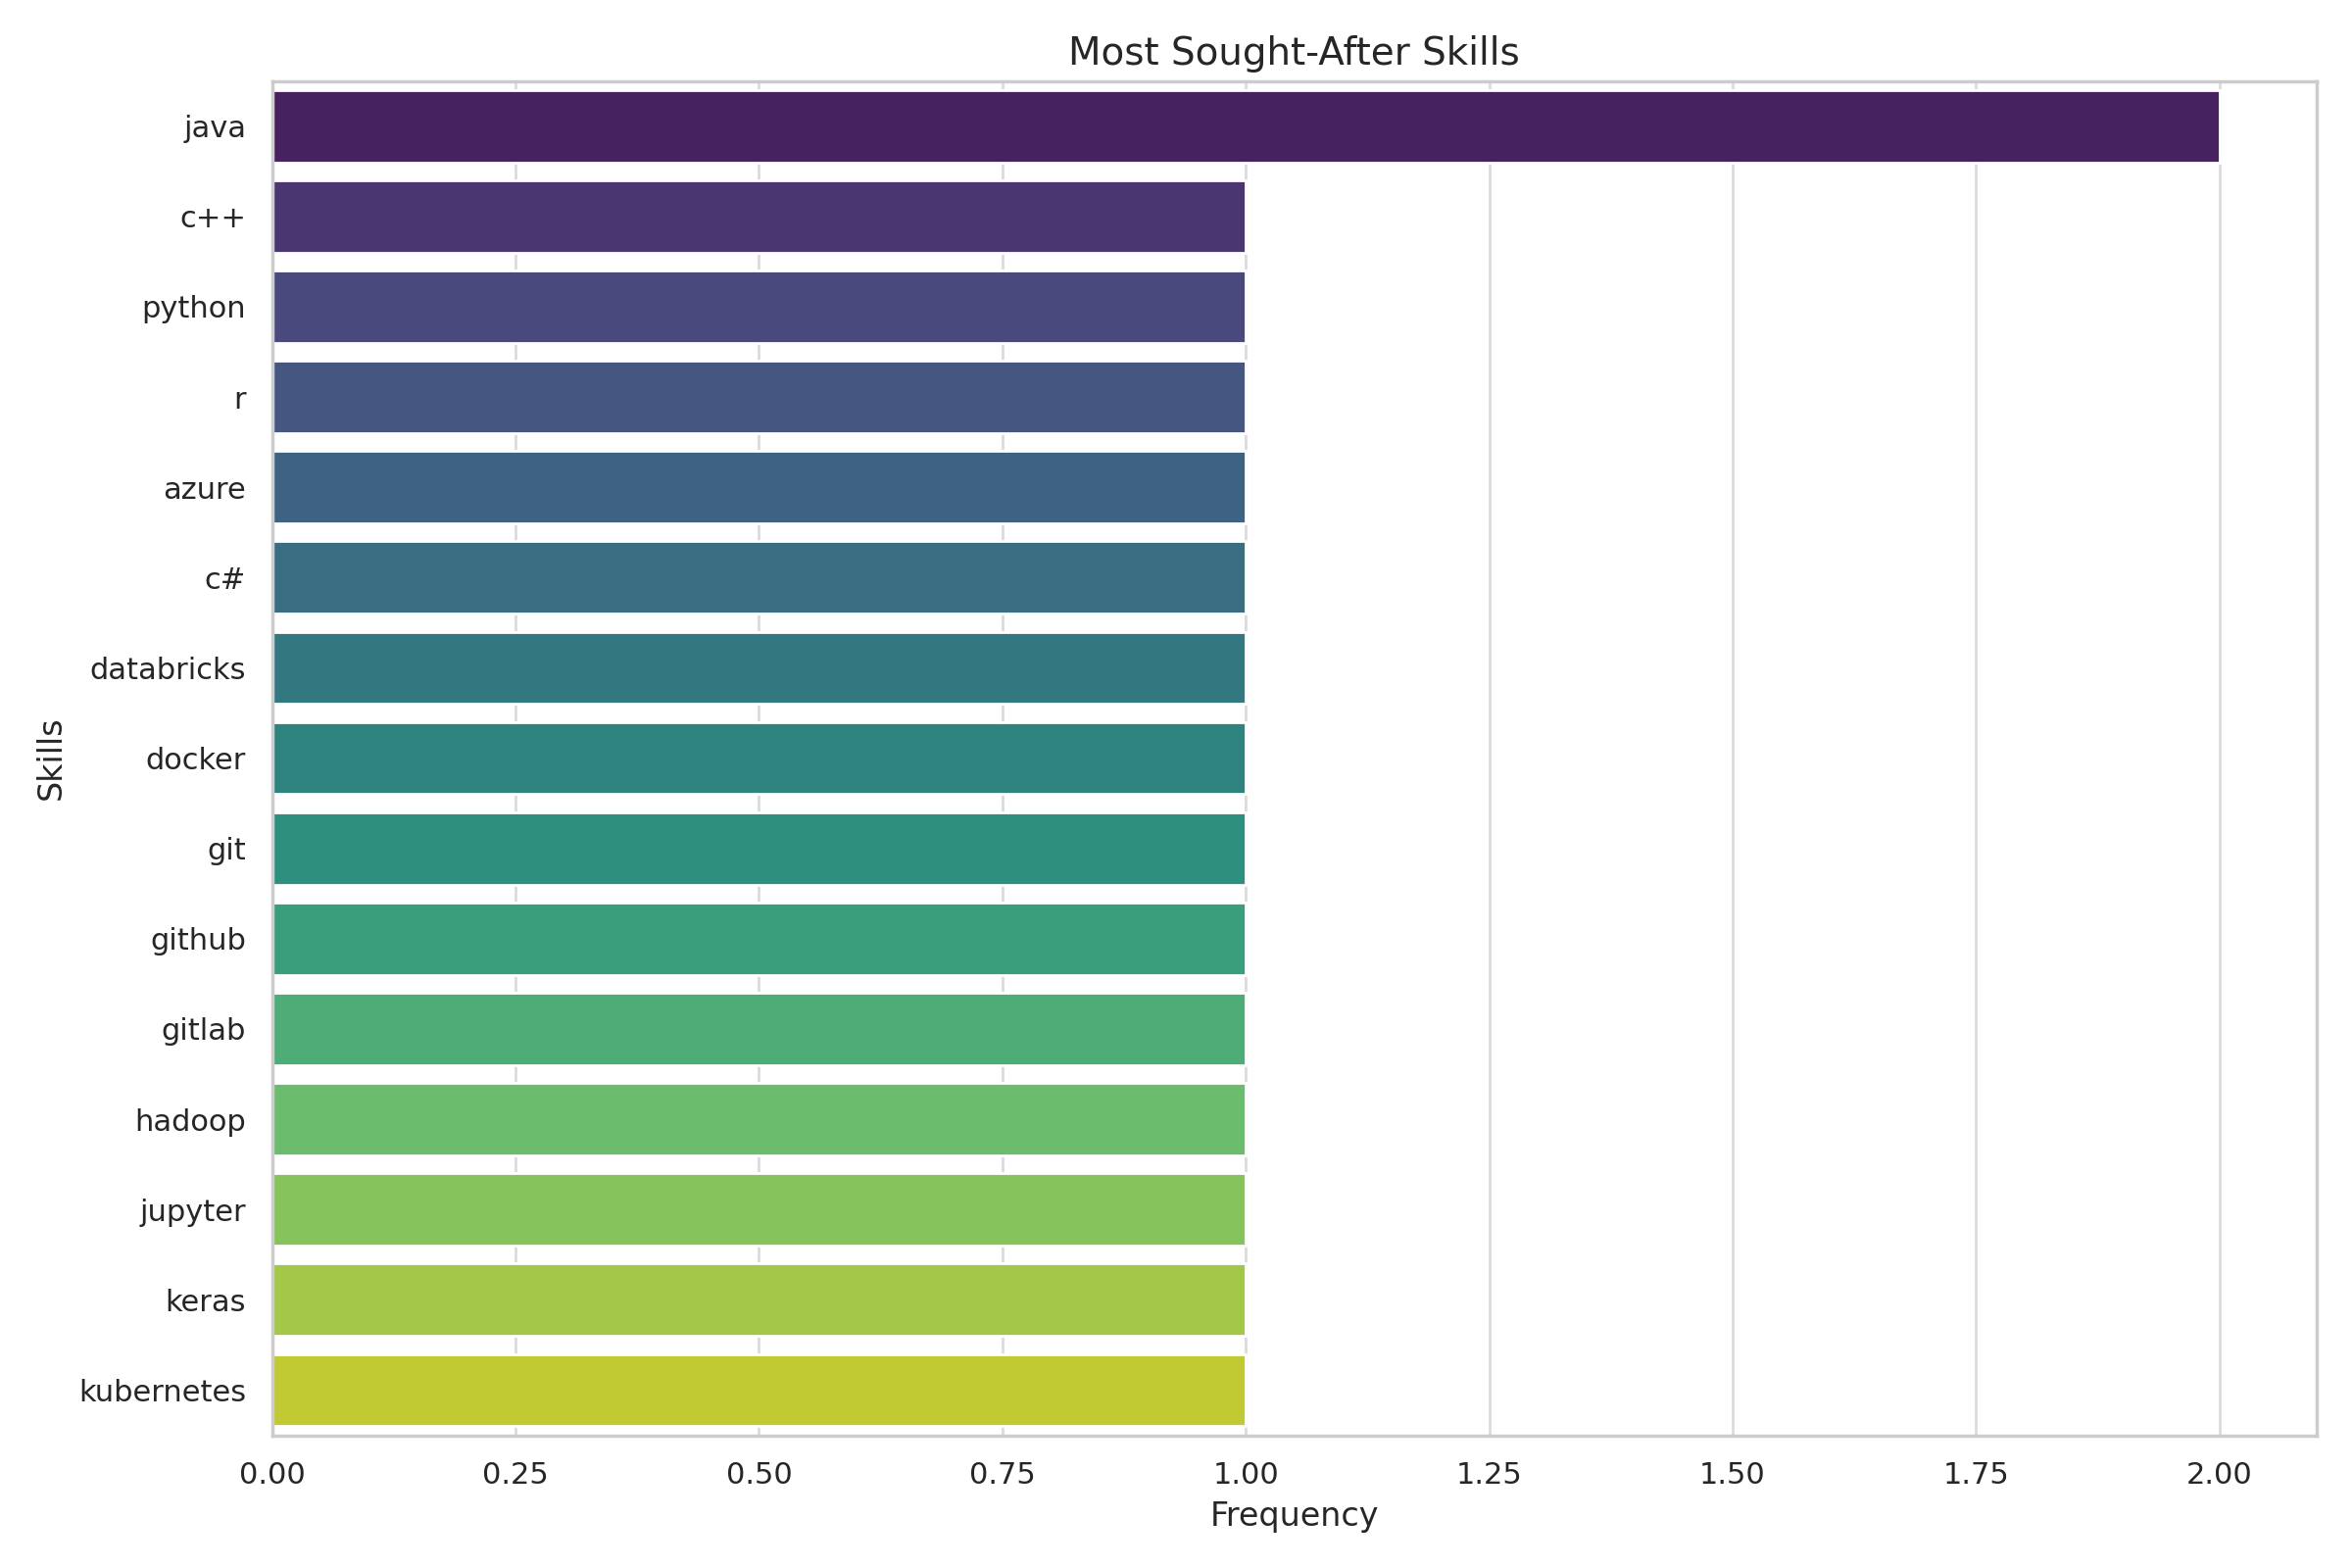 Most Sought-After Skills
java
c++
python
r
azure
c#
databricks
docker
git
github
gitlab
hadoop
jupyter
keras
kubernetes
Skills
0.00 0.25 0.50 0.75 1.00 1.25 1.50 1.75 2.00
Frequency